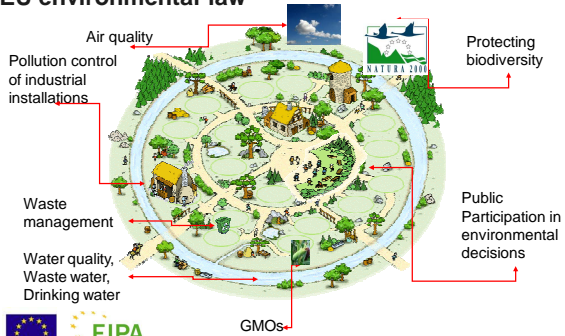 EU environmental law
Air quality
Pollution control
of industrial
installations
NATURA 2000
Protecting
biodiversity
Waste
management
Public
Participation in
environmental
decisions
Water quality,
Waste water,
Drinking water
GMOs
EIPA